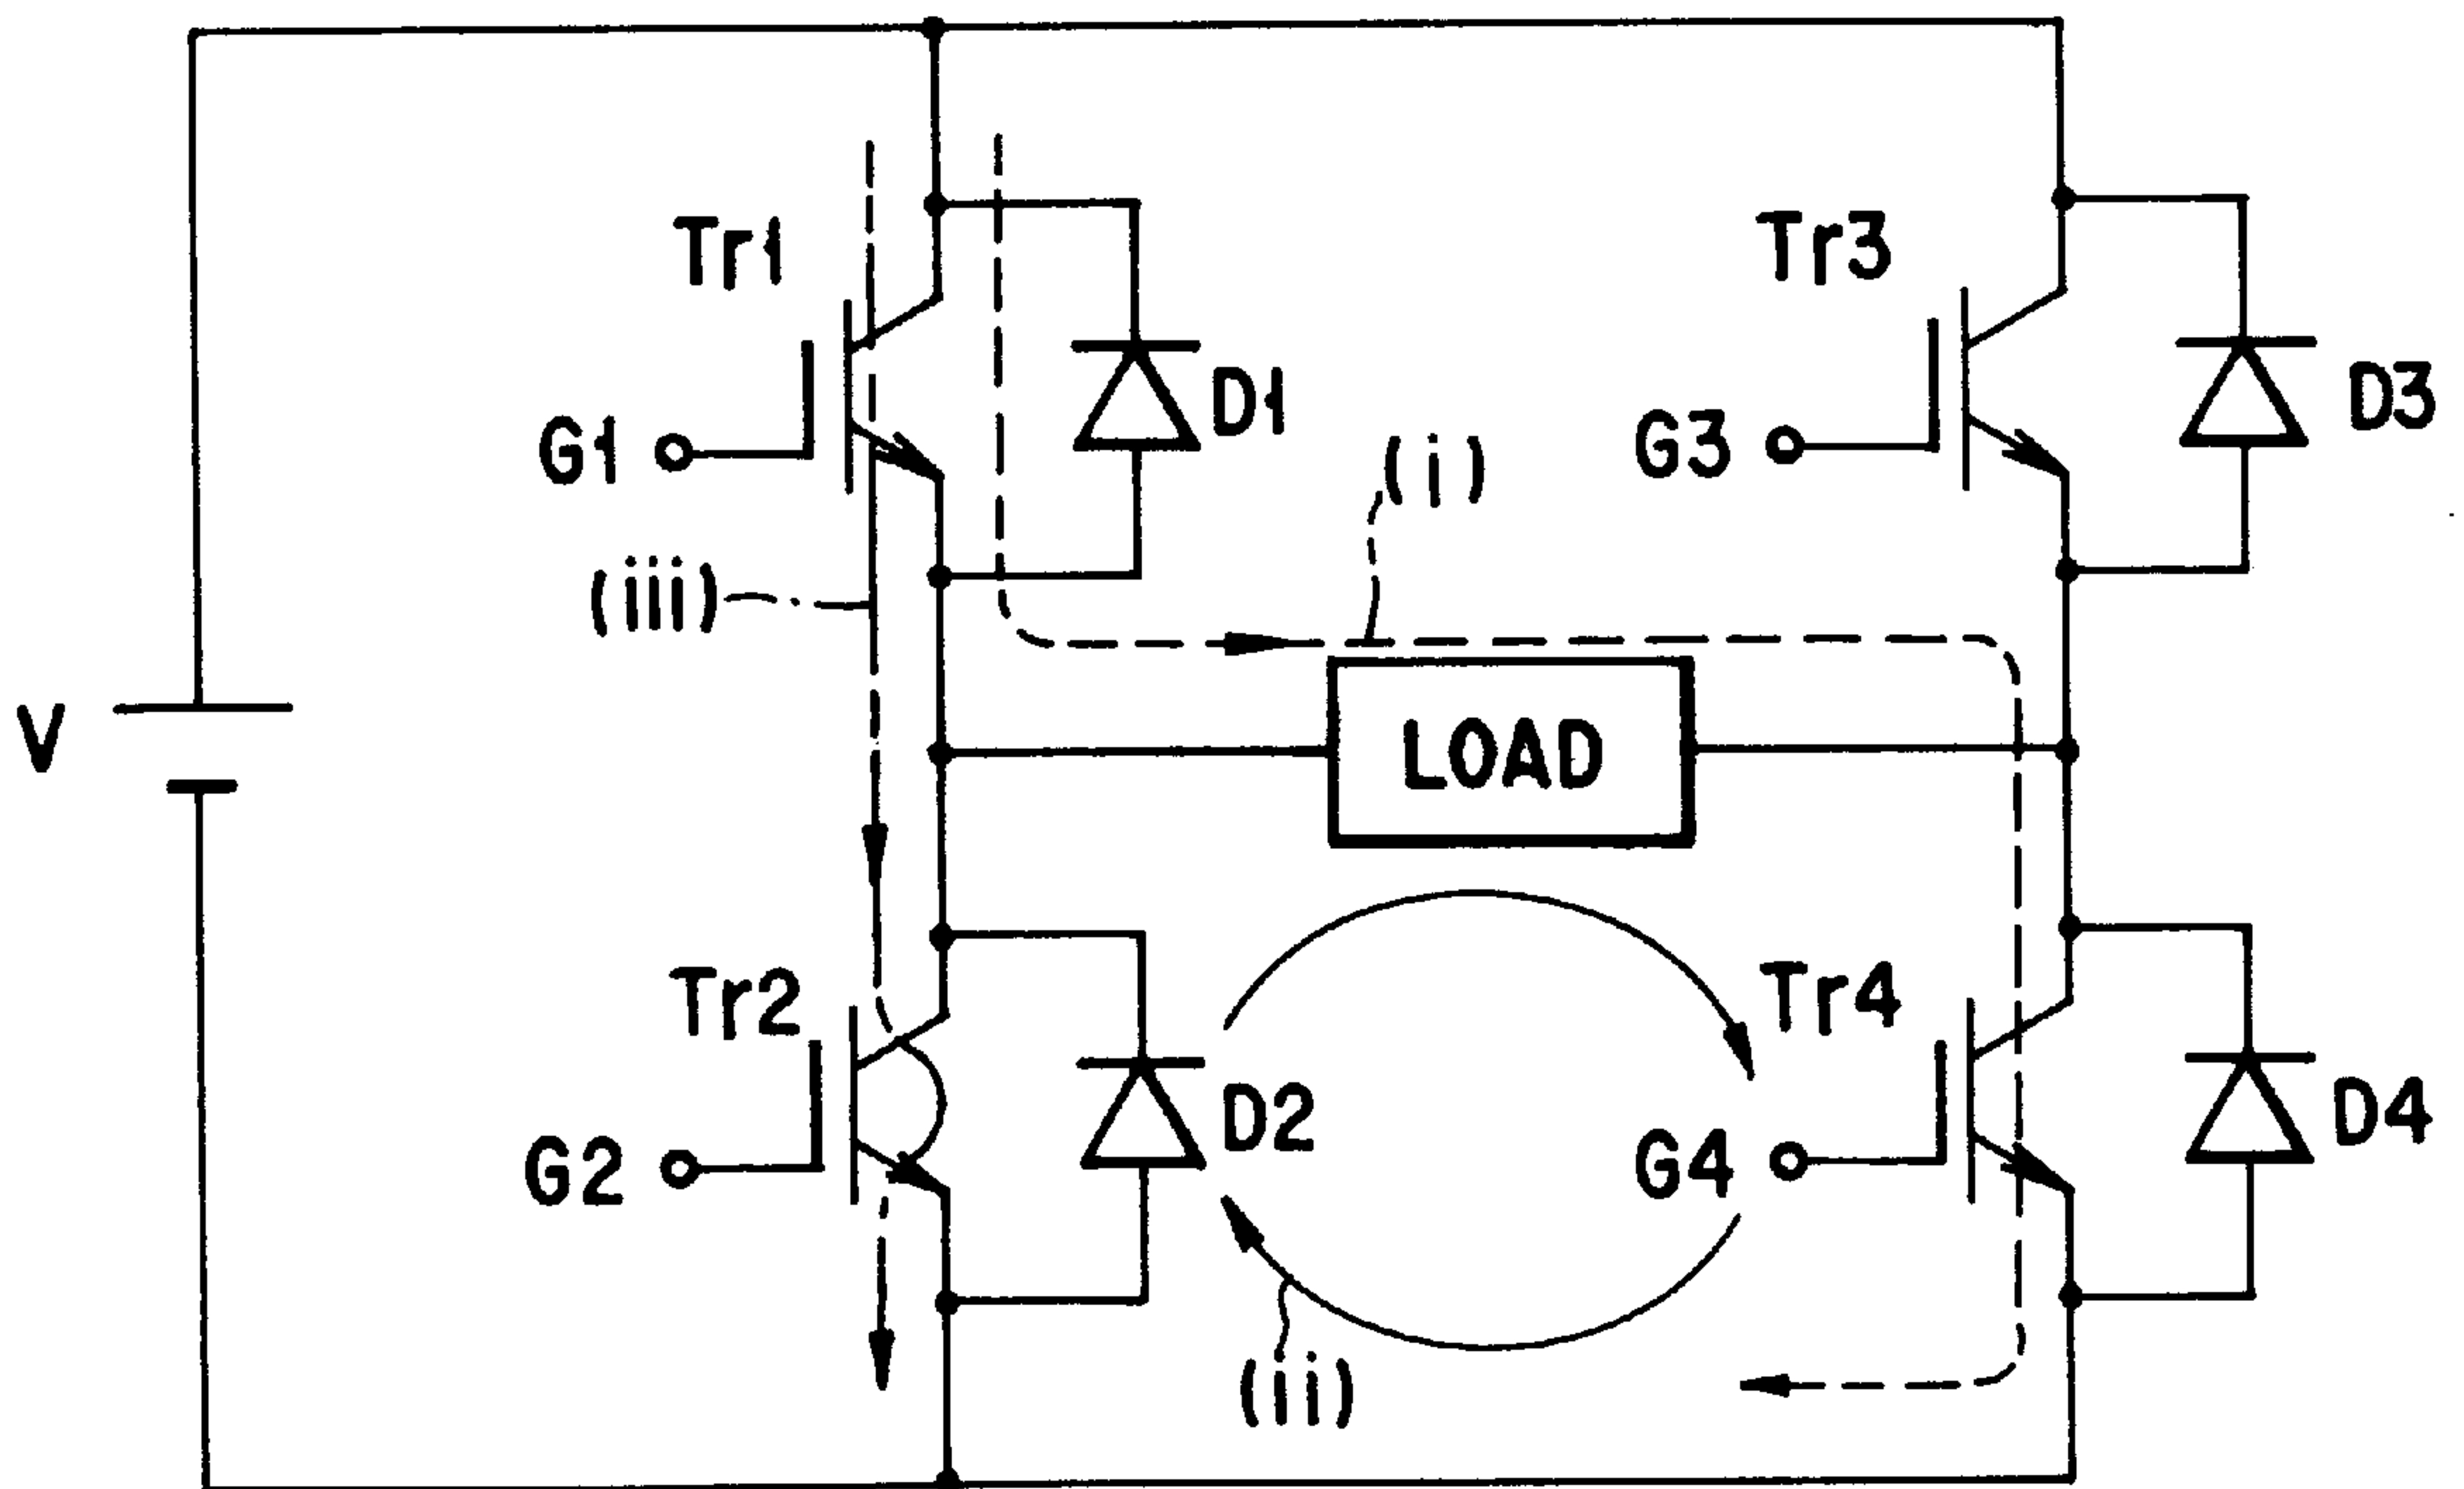 Tr1
Tr3
D1
D3
G1
G3
(i)
(iii)
V
LOAD
Tr2
Tr4
D2
D4
G2
G4
(ii)